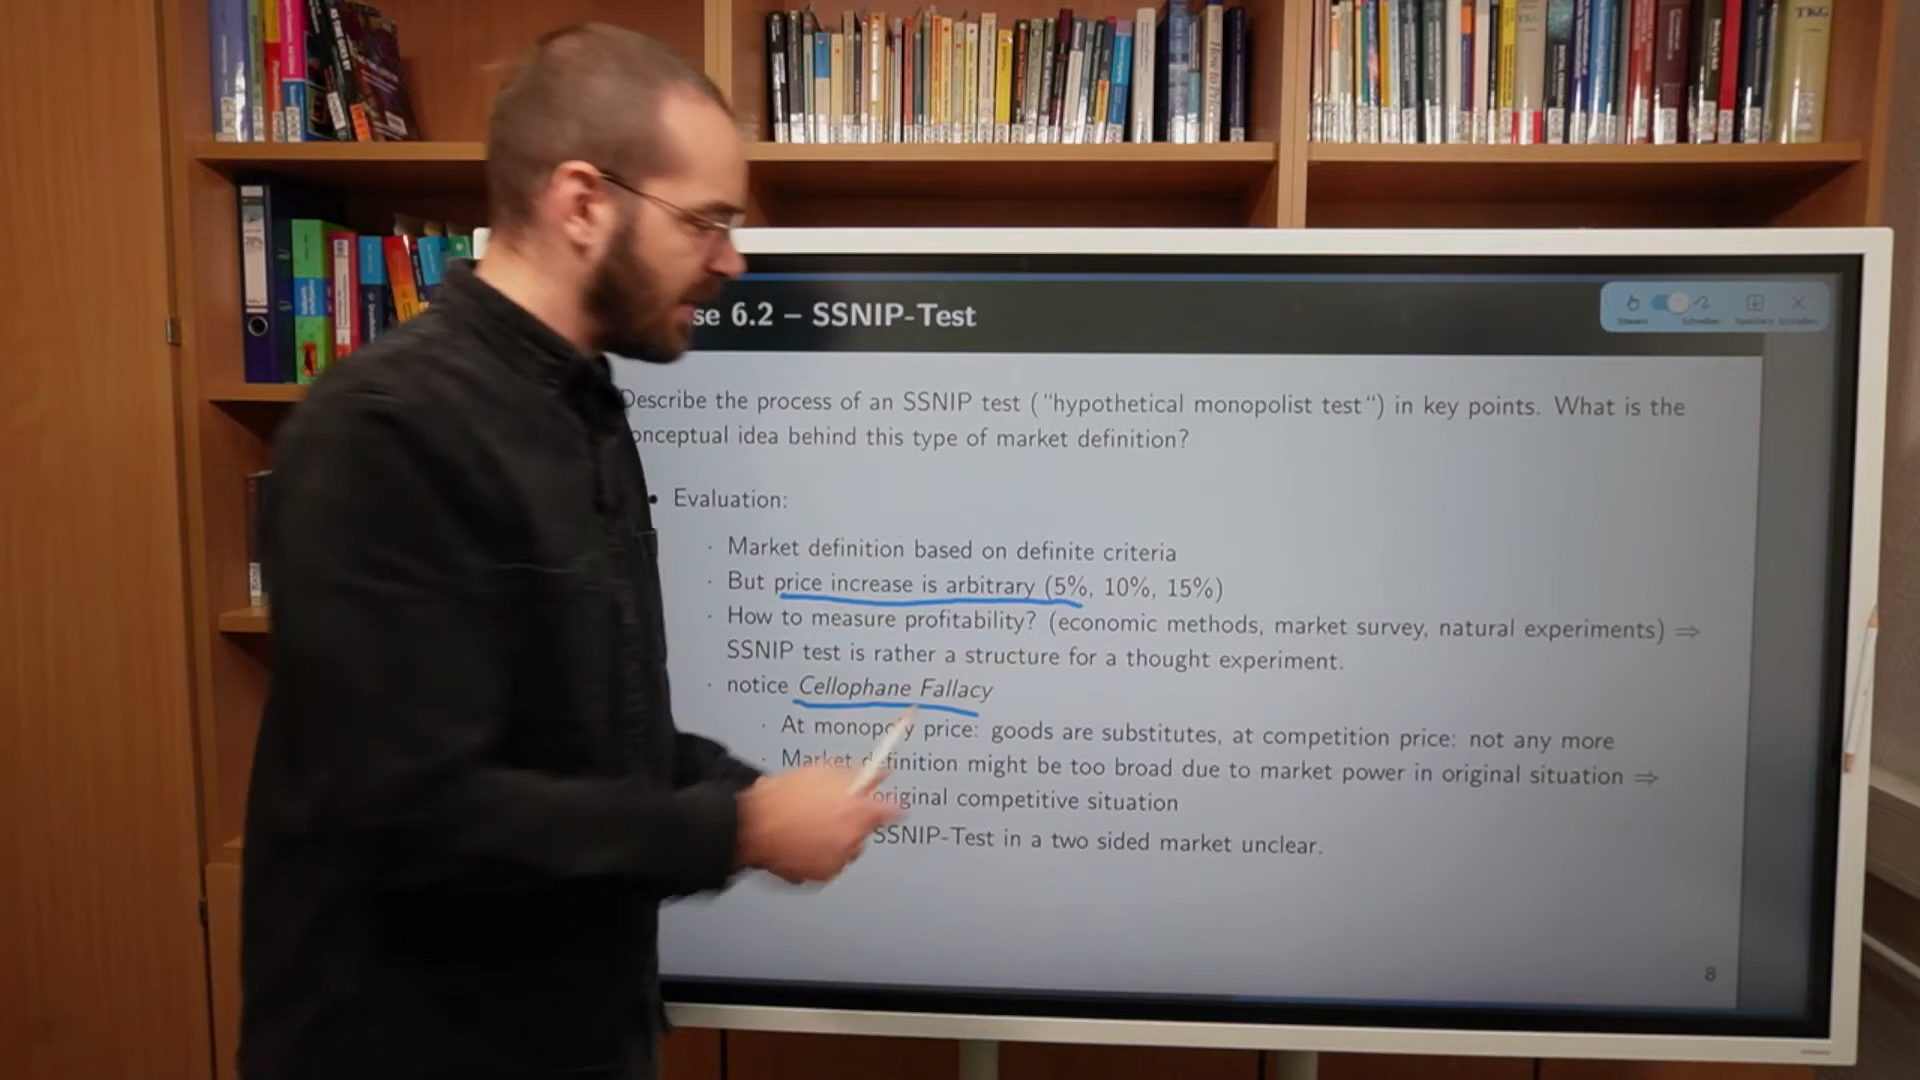 6.2 – SSNIP-Test
Describe the process of an SSNIP test ("hypothetical monopolist test") in key points. What is the
onceptual idea behind this type of market definition?
• Evaluation:
· Market definition based on definite criteria
· But price increase is arbitrary (5%, 10%, 15%)
· How to measure profitability? (economic methods, market survey, natural experiments) ⇒
SSNIP test is rather a structure for a thought experiment.
· notice Cellophane Fallacy
· At monopoly price: goods are substitutes, at competition price: not any more
· Market definition might be too broad due to market power in original situation ⇒
original competitive situation
SSNIP-Test in a two sided market unclear.
8
TKG